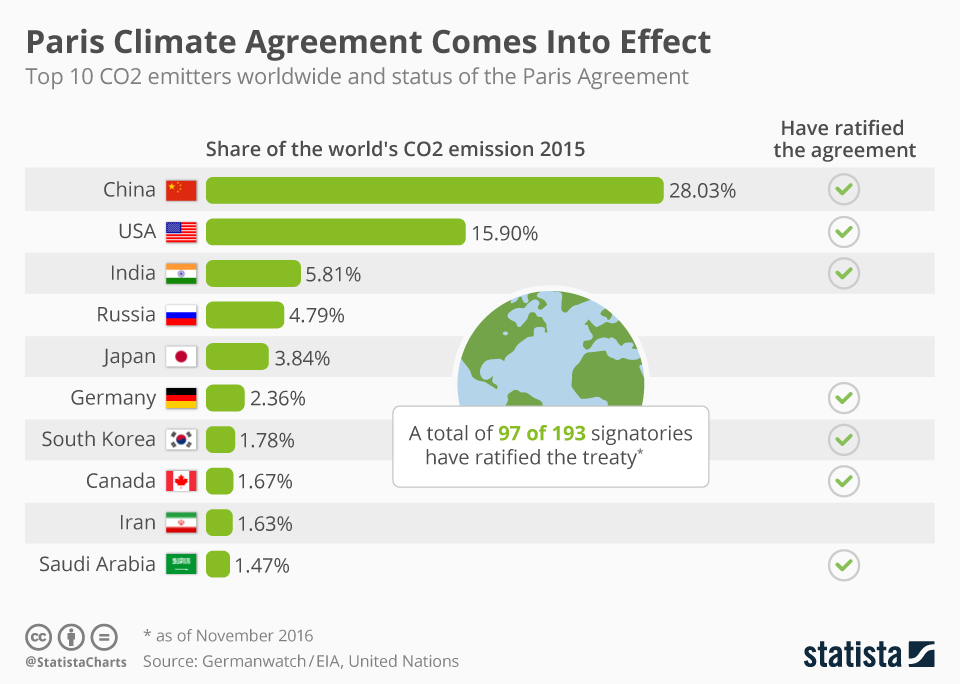 Paris Climate Agreement Comes Into Effect
Top 10 CO2 emitters worldwide and status of the Paris Agreement
Share of the world's CO2 emission 2015
Have ratified
the agreement
China 28.03%
USA 15.90%
India 5.81%
Russia 4.79%
Japan 3.84%
Germany 2.36%
South Korea 1.78%
Canada 1.67%
Iran 1.63%
Saudi Arabia 1.47%
A total of 97 of 193 signatories
have ratified the treaty*
cc
@StatistaCharts
* as of November 2016
Source: Germanwatch/EIA, United Nations
statista